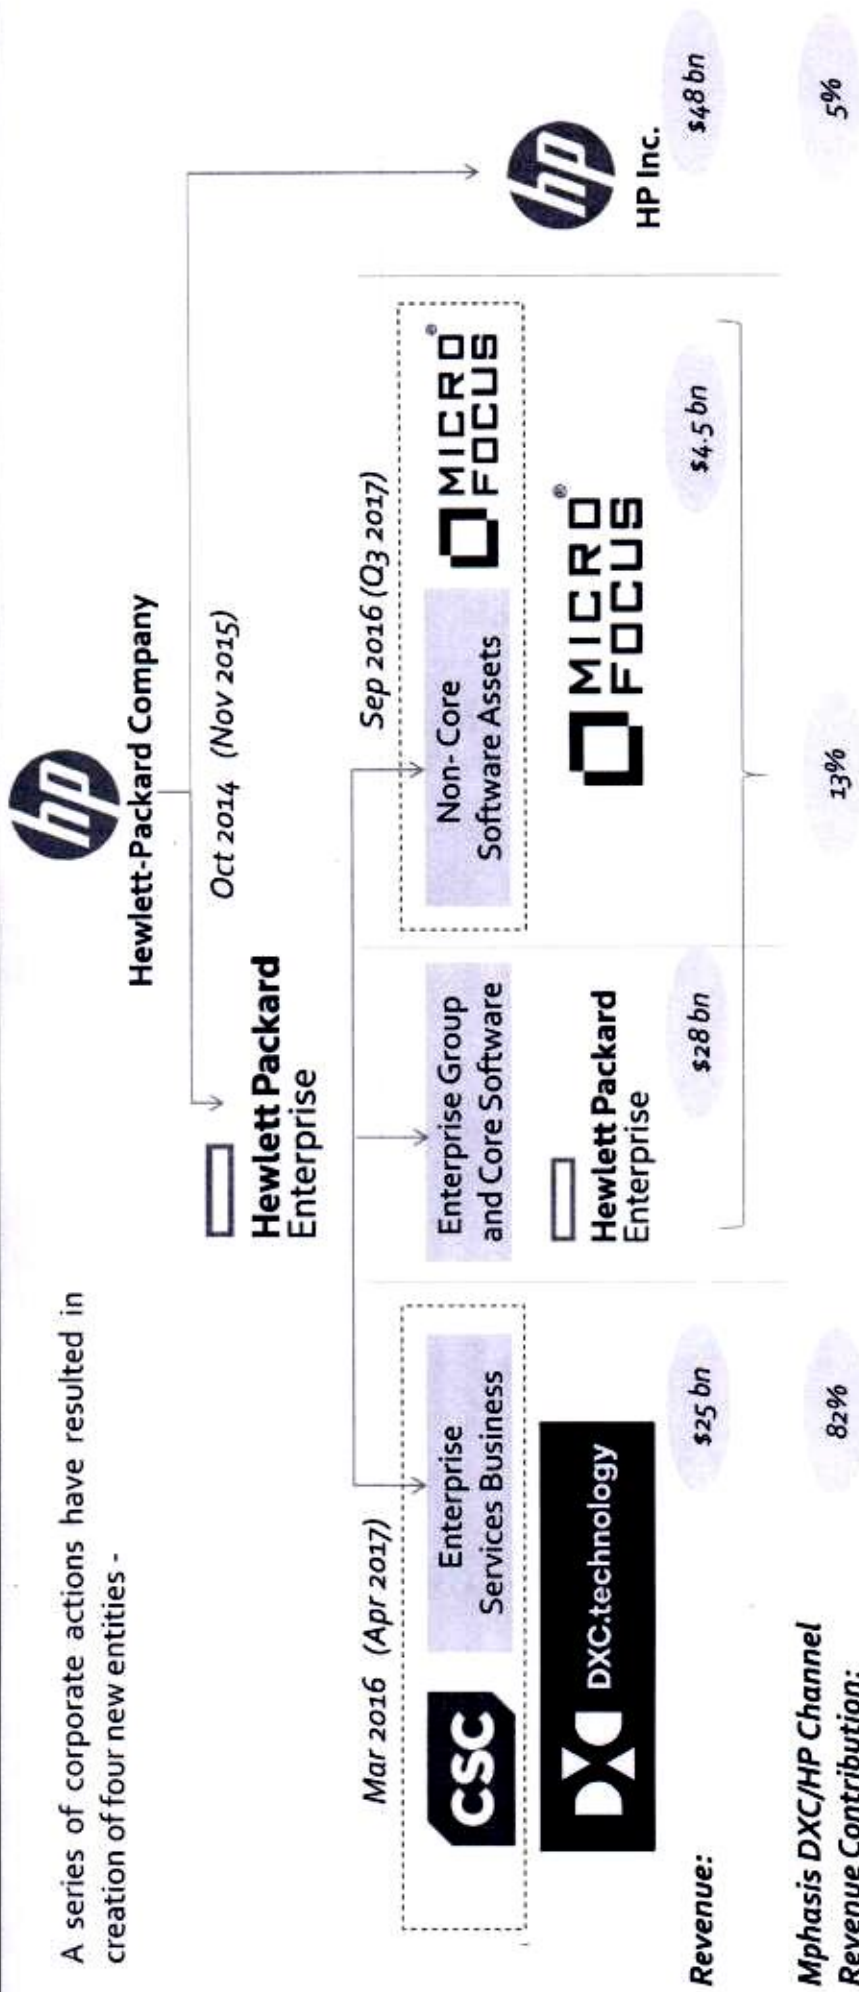 A series of corporate actions have resulted in
creation of four new entities -
hp
Hewlett-Packard Company
Oct 2014 (Nov 2015)
Hewlett Packard
Enterprise
Mar 2016 (Apr 2017)
Sep 2016 (Q3 2017)
CSC
Enterprise
Services Business
Enterprise Group
and Core Software
Non- Core
Software Assets
MICRO
FOCUS®
hp
HP Inc.
DXC.technology
Hewlett Packard
Enterprise
MICRO
FOCUS®
Revenue:
$25 bn
$28 bn
$4.5 bn
$48 bn
Mphasis DXC/HP Channel
Revenue Contribution:
82%
13%
5%